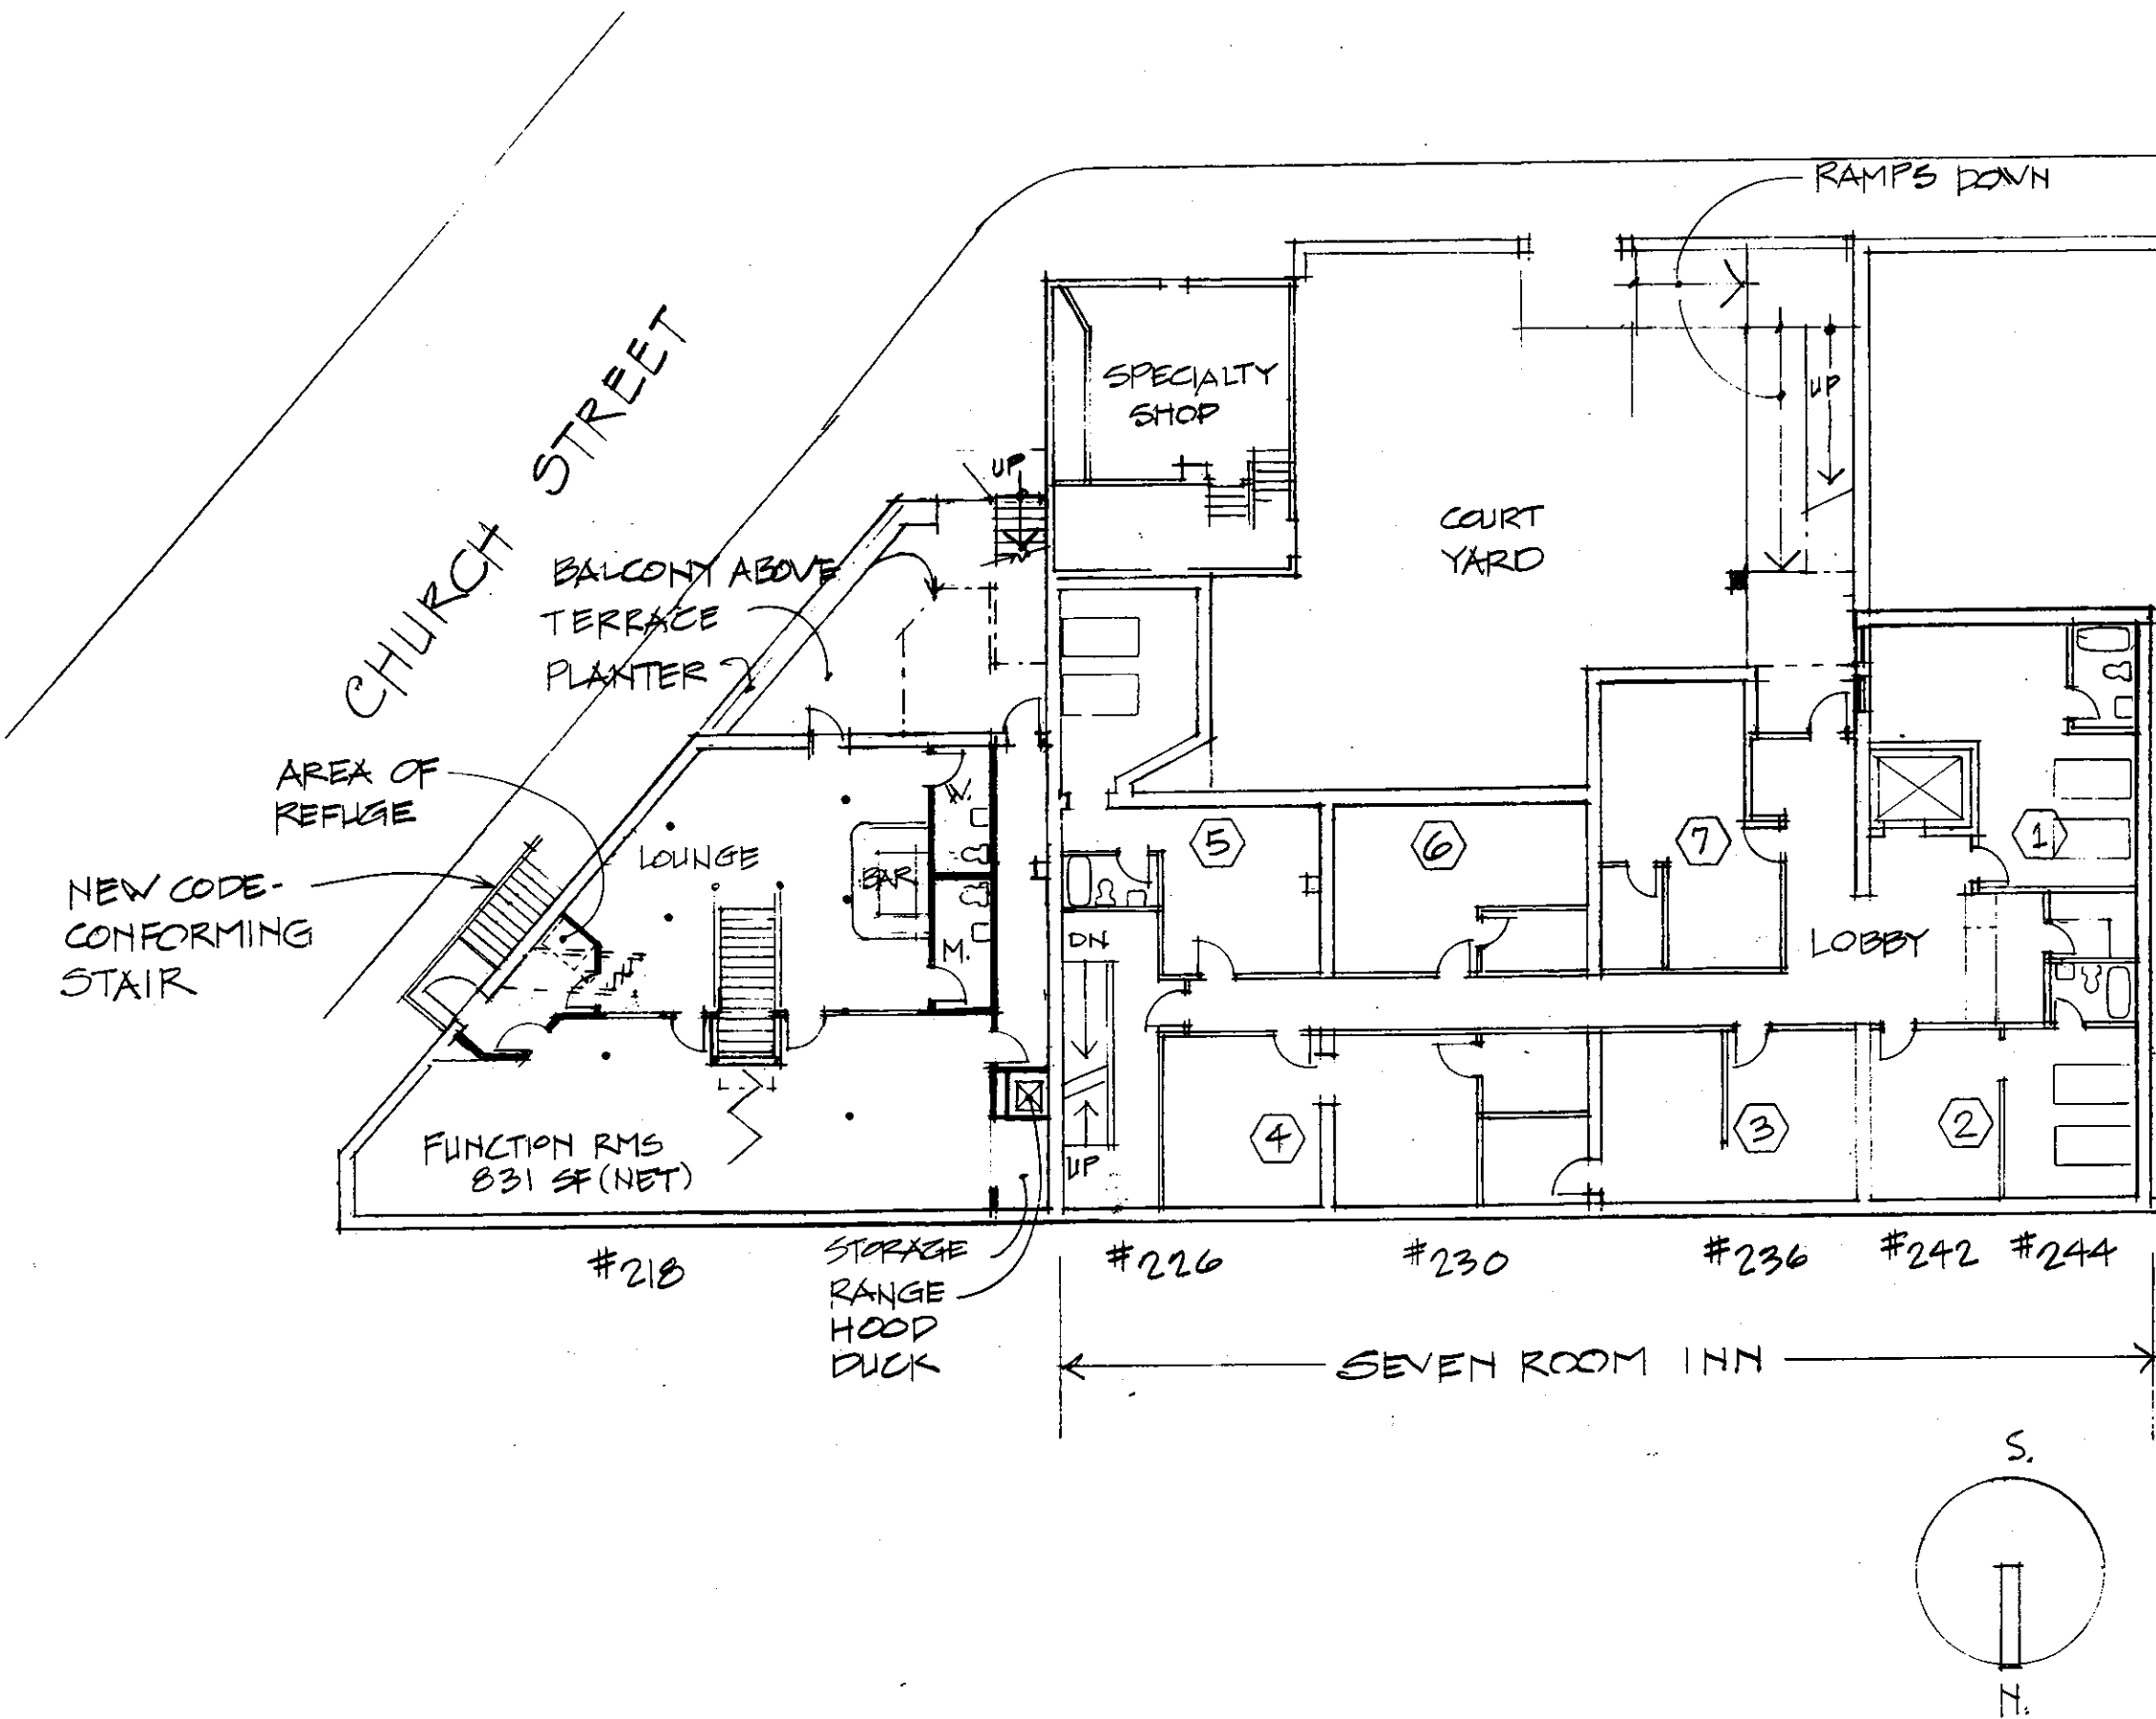 RAMPS DOWN
CHURCH STREET
SPECIALTY
SHOP
UP
UP
COURT
YARD
BALCONY ABOVE
TERRACE
PLANTER
AREA OF
REFUGE
W.
LOUNGE
BAR
M.
NEW CODE-
CONFORMING
STAIR
5
6
7
1
DN
LOBBY
FUNCTION RMS
831 SF (NET)
UP
4
3
2
#218
STORAGE
RANGE
HOOD
DUCK
#226
#230
#236
#242
#244
SEVEN ROOM INN
S.
N.